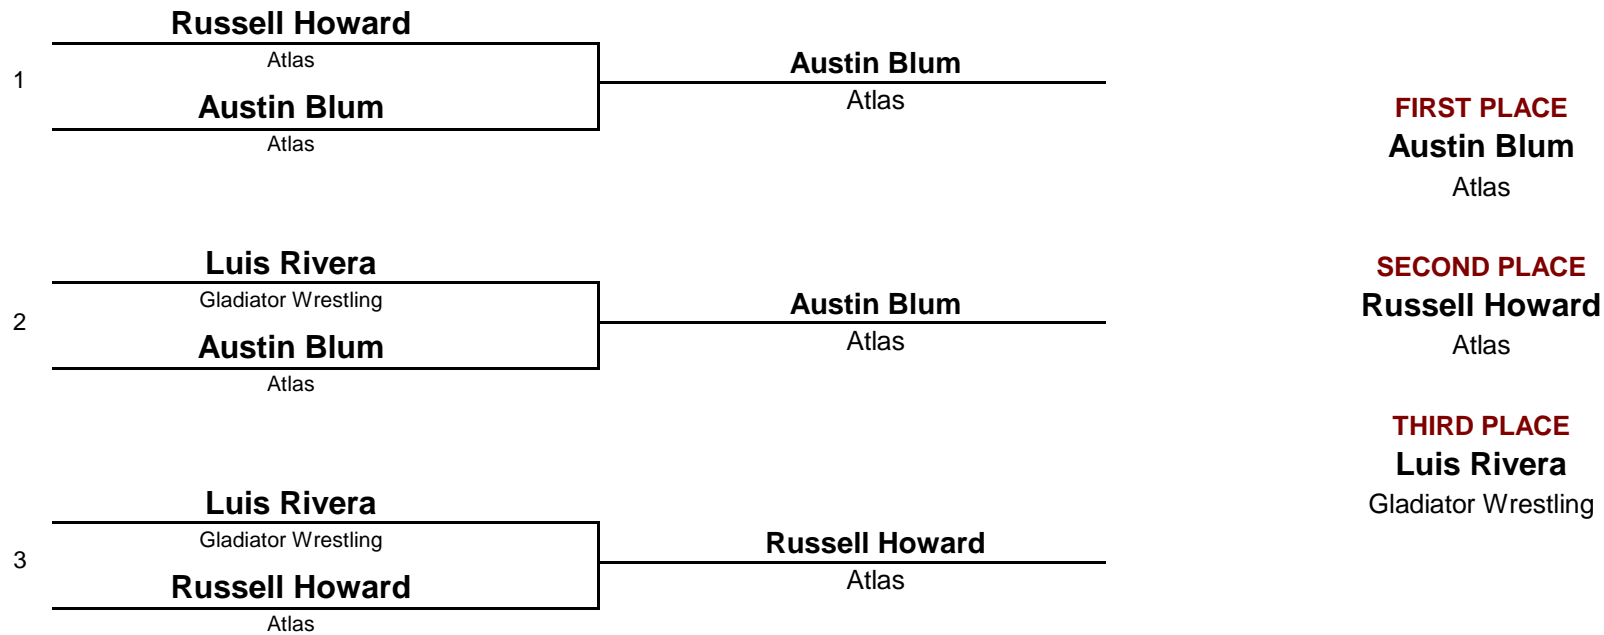 Russell Howard
Atlas
1
Austin Blum
Atlas
Austin Blum
Atlas
Luis Rivera
Gladiator Wrestling
2
Austin Blum
Atlas
Austin Blum
Atlas
Luis Rivera
Gladiator Wrestling
3
Russell Howard
Atlas
Russell Howard
Atlas
FIRST PLACE
Austin Blum
Atlas
SECOND PLACE
Russell Howard
Atlas
THIRD PLACE
Luis Rivera
Gladiator Wrestling